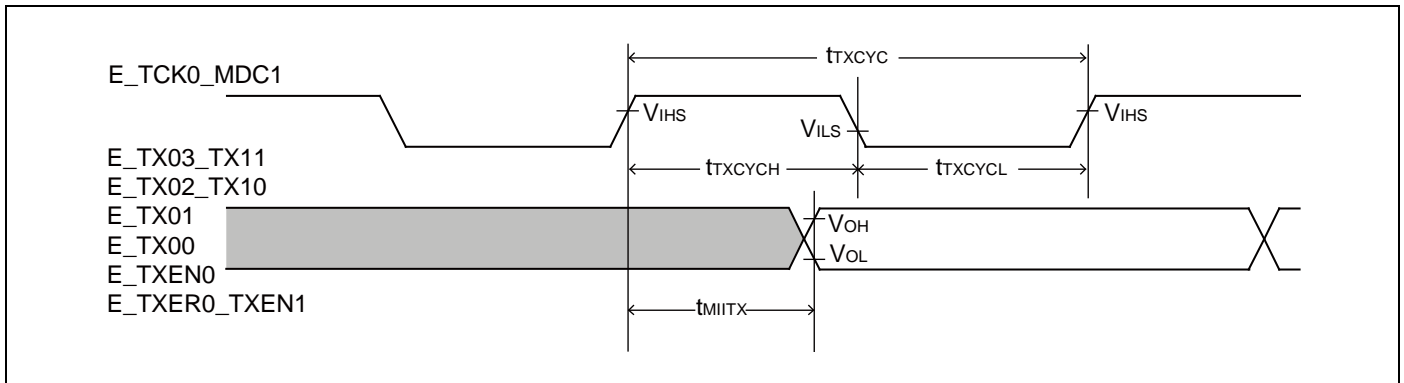 tTXCYC
E_TCK0_MDC1
VIHS
VILS
VIHS
E_TX03_TX11
tTXCYCH
tTXCYCL
E_TX02_TX10
E_TX01
VOH
E_TX00
VOL
E_TXEN0
E_TXER0_TXEN1
tMIITX